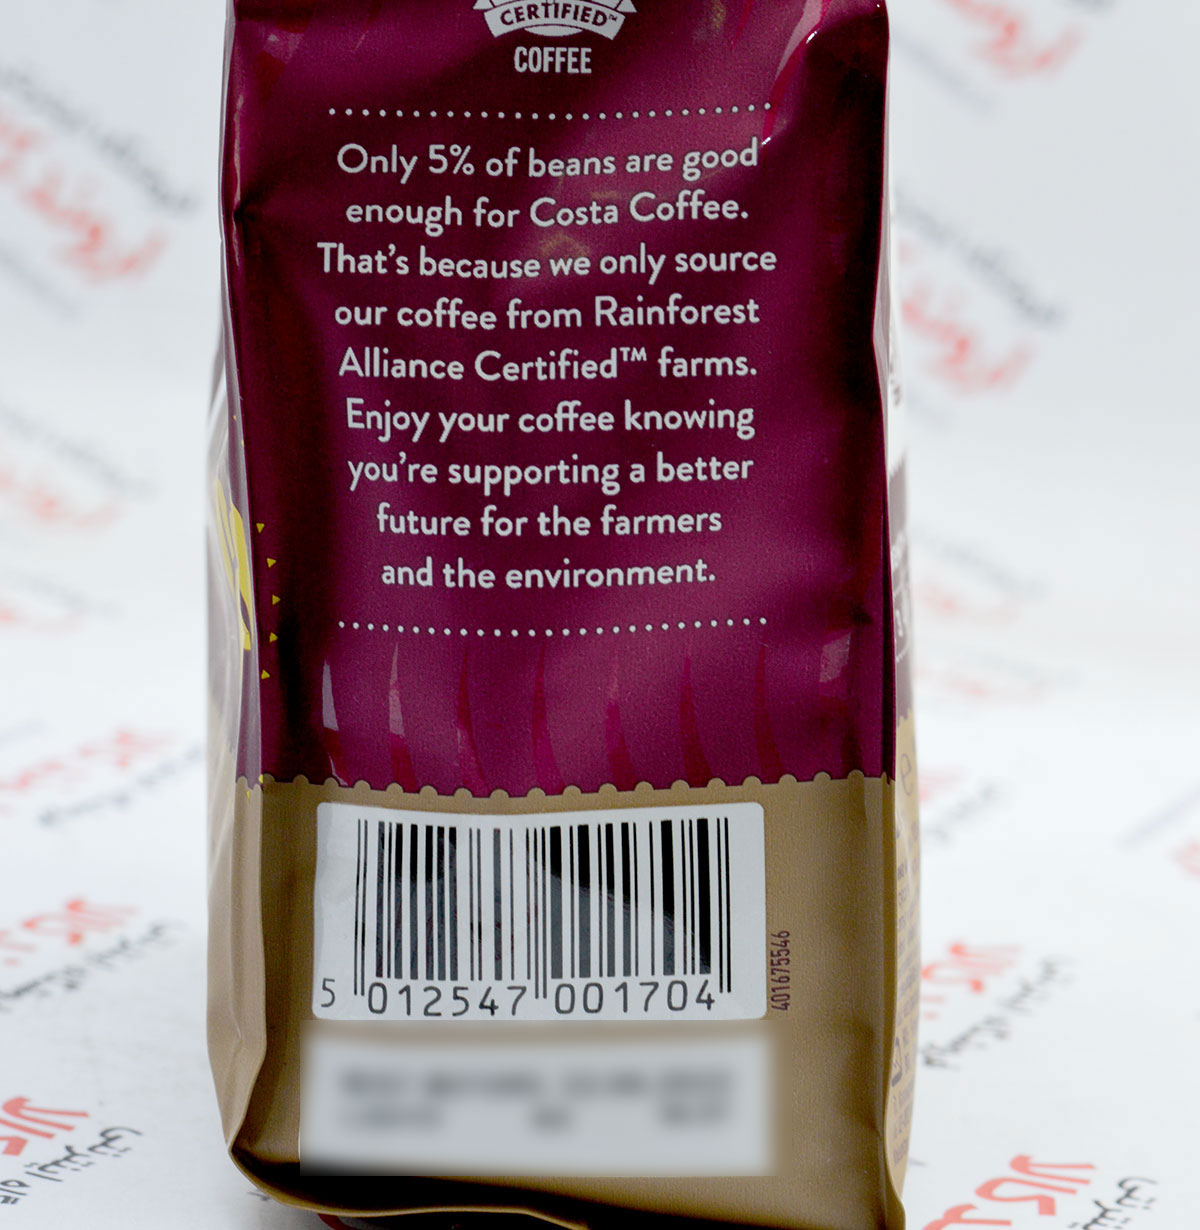 CERTIFIED™
COFFEE
Only 5% of beans are good
enough for Costa Coffee.
That's because we only source
our coffee from Rainforest
Alliance Certified™ farms.
Enjoy your coffee knowing
you're supporting a better
future for the farmers
and the environment.
5 012547 001704
401675546